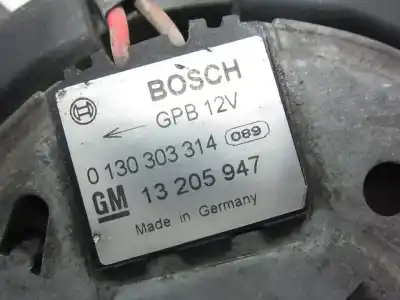 BOSCH
GPB 12V
0 130 303 314 089
GM 13 205 947
Made in Germany